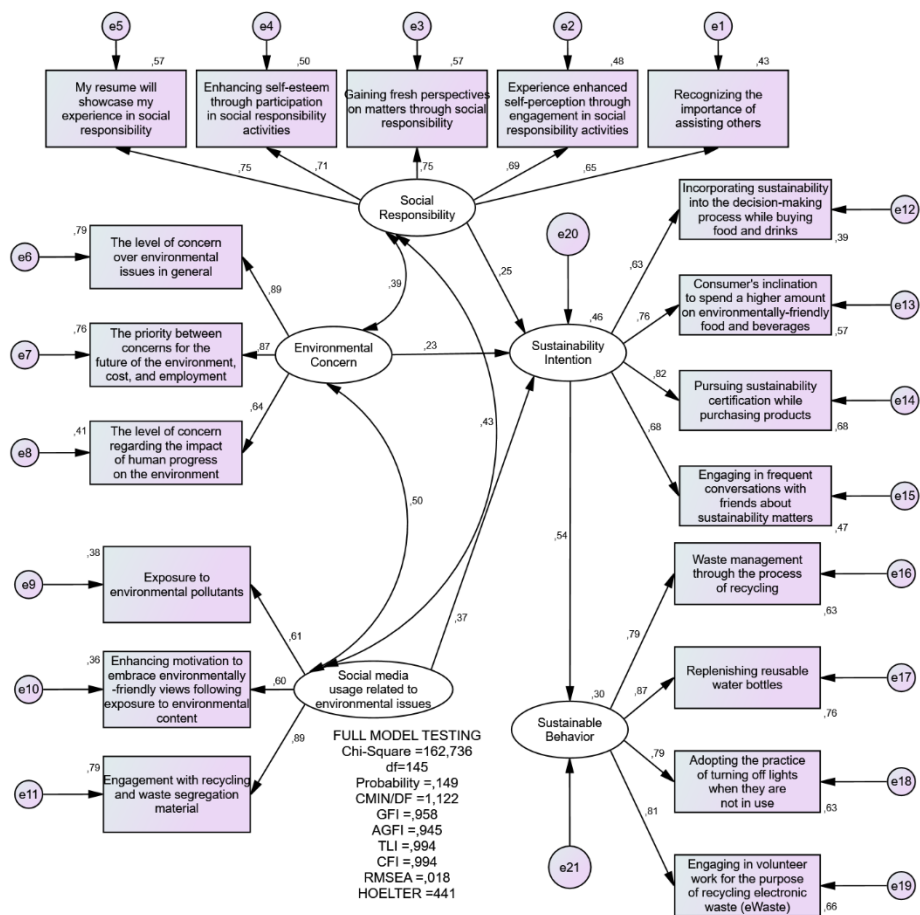 e5
e4
e3
e2
e1
,57
,50
,57
,48
,43
My resume will
showcase my
experience in social
responsibility
Enhancing self-esteem
through participation
in social responsibility
activities
Gaining fresh perspectives
on matters through social
responsibility
Experience enhanced
self-perception through
engagement in social
responsibility activities
Recognizing the
importance of
assisting others
,75
,71
,75
,69
,65
Social
Responsibility
Incorporating sustainability
into the decision-making
process while buying
food and drinks
e12
,39
e20
,79
e6
The level of concern
over environmental
issues in general
,89
,39
,25
,63
Consumer's inclination
to spend a higher amount
on environmentally-friendly
food and beverages
e13
,57
,76
,46
,76
e7
The priority between
concerns for the
future of the environment,
cost, and employment
,87
Environmental
Concern
,23
Sustainability
Intention
,82
Pursuing sustainability
certification while
purchasing products
e14
,68
,64
,41
e8
The level of concern
regarding the impact
of human progress
on the environment
,43
,68
Engaging in frequent
conversations with
friends about
sustainability matters
e15
,47
,50
,54
,38
e9
Exposure to
environmental pollutants
,61
,37
Waste management
through the process
of recycling
e16
,63
,79
,36
e10
Enhancing motivation to
embrace environmentally
-friendly views following
exposure to environmental
content
,60
Social media
usage related to
environmental issues
,30
Sustainable
Behavior
,87
Replenishing reusable
water bottles
e17
,76
,89
,79
e11
Engagement with recycling
and waste segregation
material
,79
Adopting the practice
of turning off lights
when they are
not in use
e18
,63
,81
e21
Engaging in volunteer
work for the purpose
of recycling electronic
waste (eWaste)
e19
,66
FULL MODEL TESTING
Chi-Square =162,736
df=145
Probability =,149
CMIN/DF =1,122
GFI =,958
AGFI =,945
TLI =,994
CFI =,994
RMSEA =,018
HOELTER =441